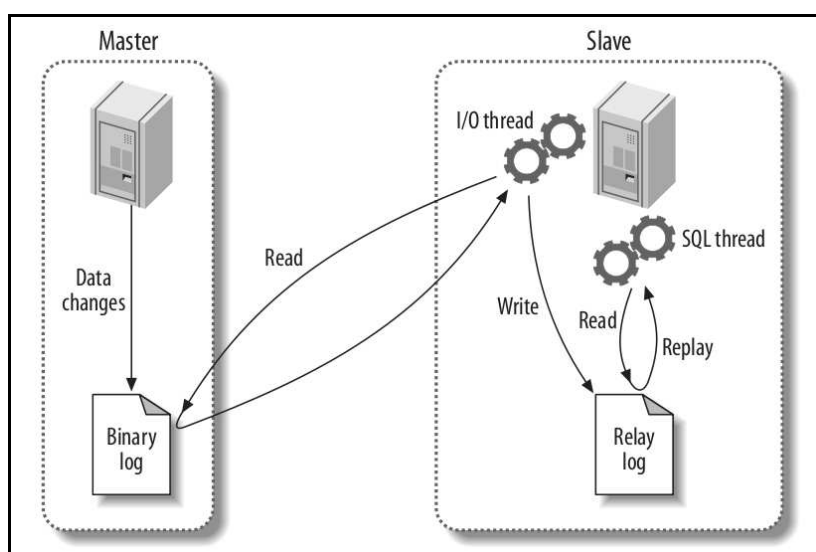 Master
Slave
I/O thread
SQL thread
Data
changes
Read
Write
Read
Replay
Binary
log
Relay
log